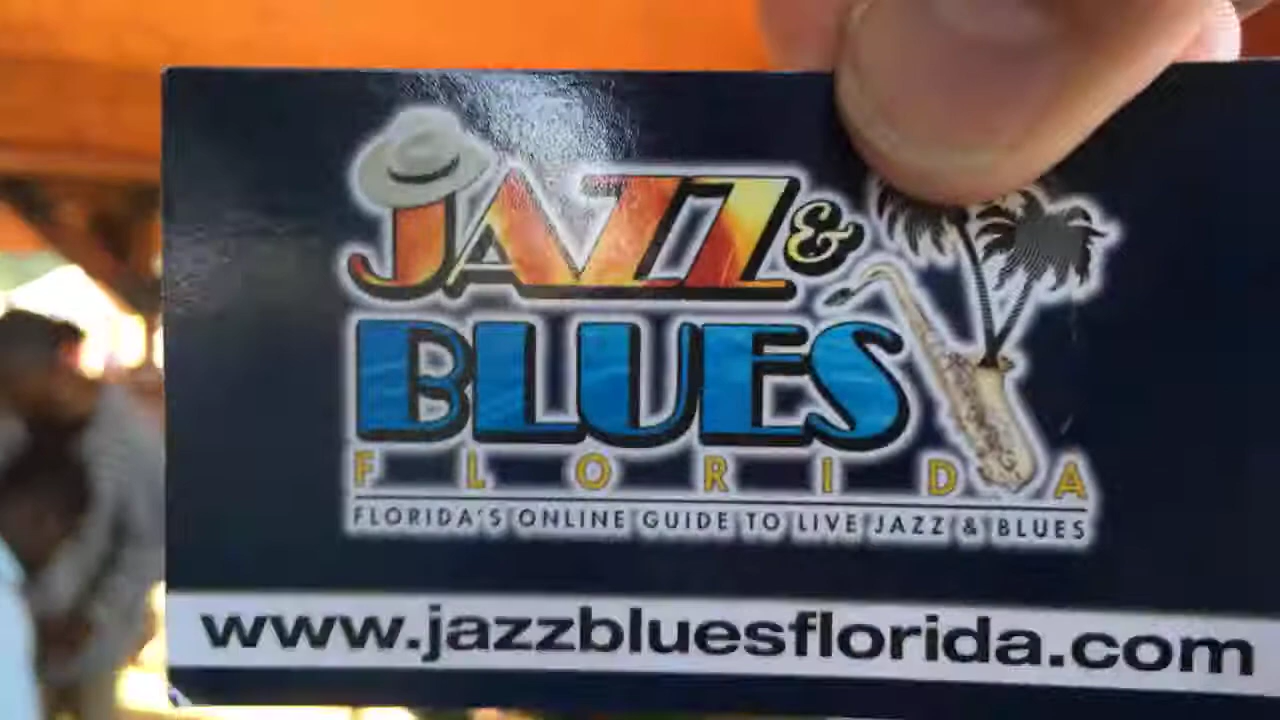 JAZZ &
BLUES
FLORIDA
FLORIDA'S ONLINE GUIDE TO LIVE JAZZ & BLUES
www.jazzbluesflorida.com